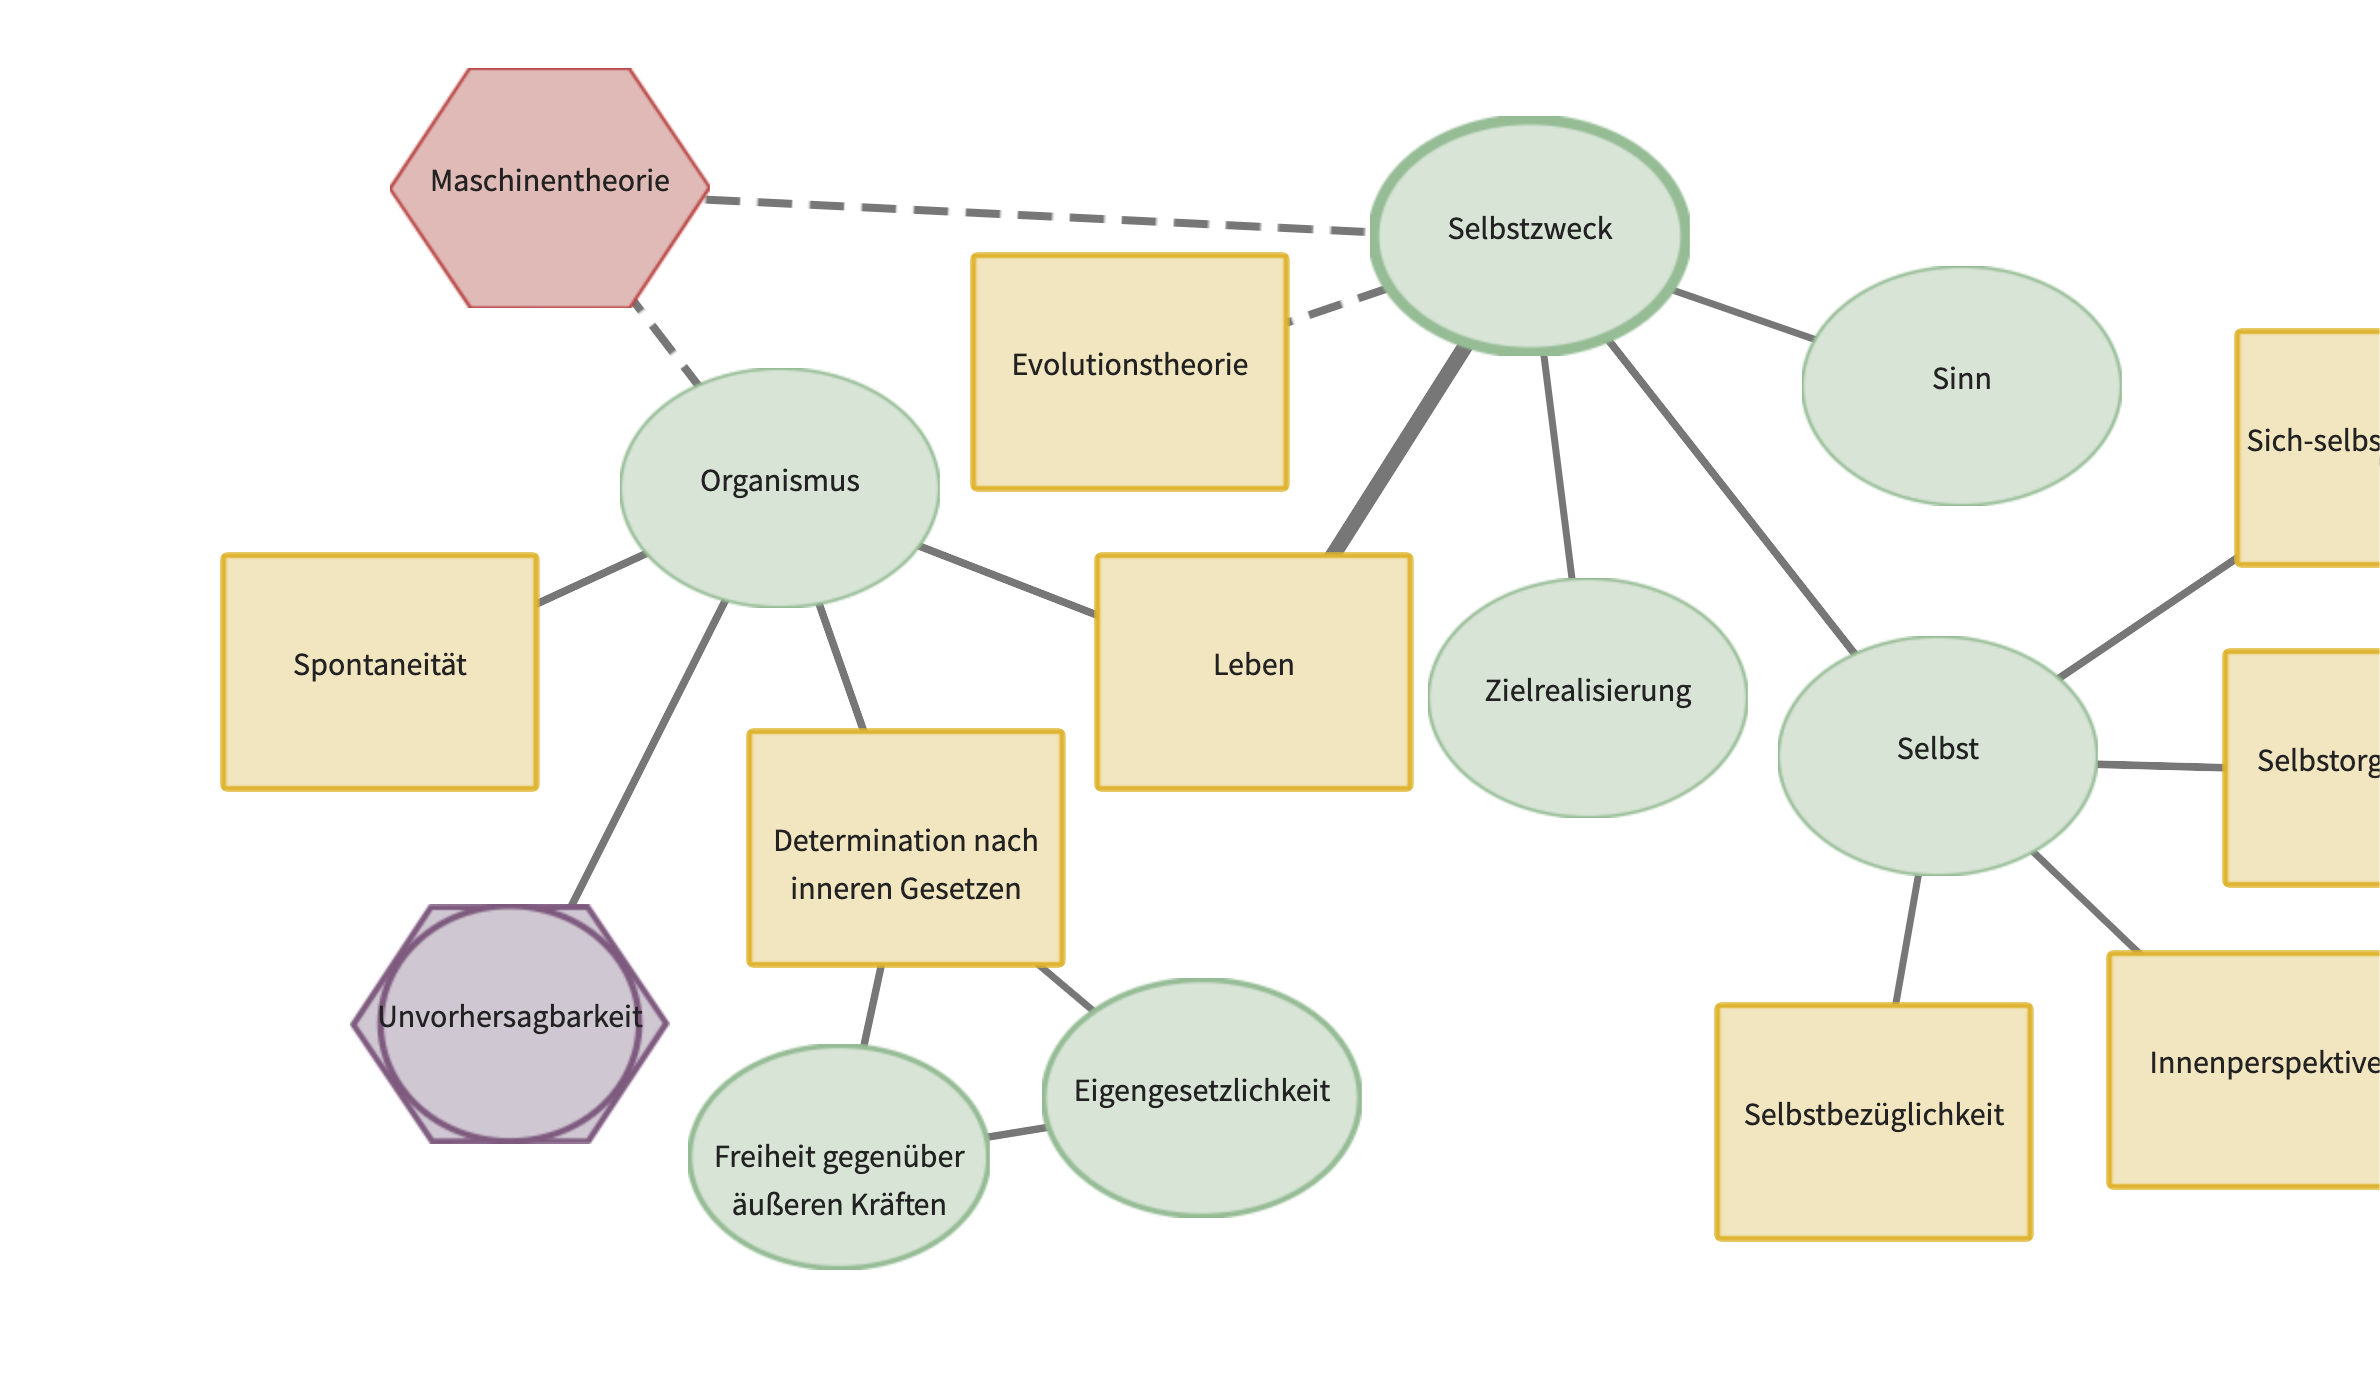 Maschinentheorie
Selbstzweck
Evolutionstheorie
Sinn
Sich-selbs
Organismus
Spontaneität
Leben
Zielrealisierung
Selbst
Selbstorg
Determination nach
inneren Gesetzen
Unvorhersagbarkeit
Eigengesetzlichkeit
Innenperspektive
Selbstbezüglichkeit
Freiheit gegenüber
äußeren Kräften